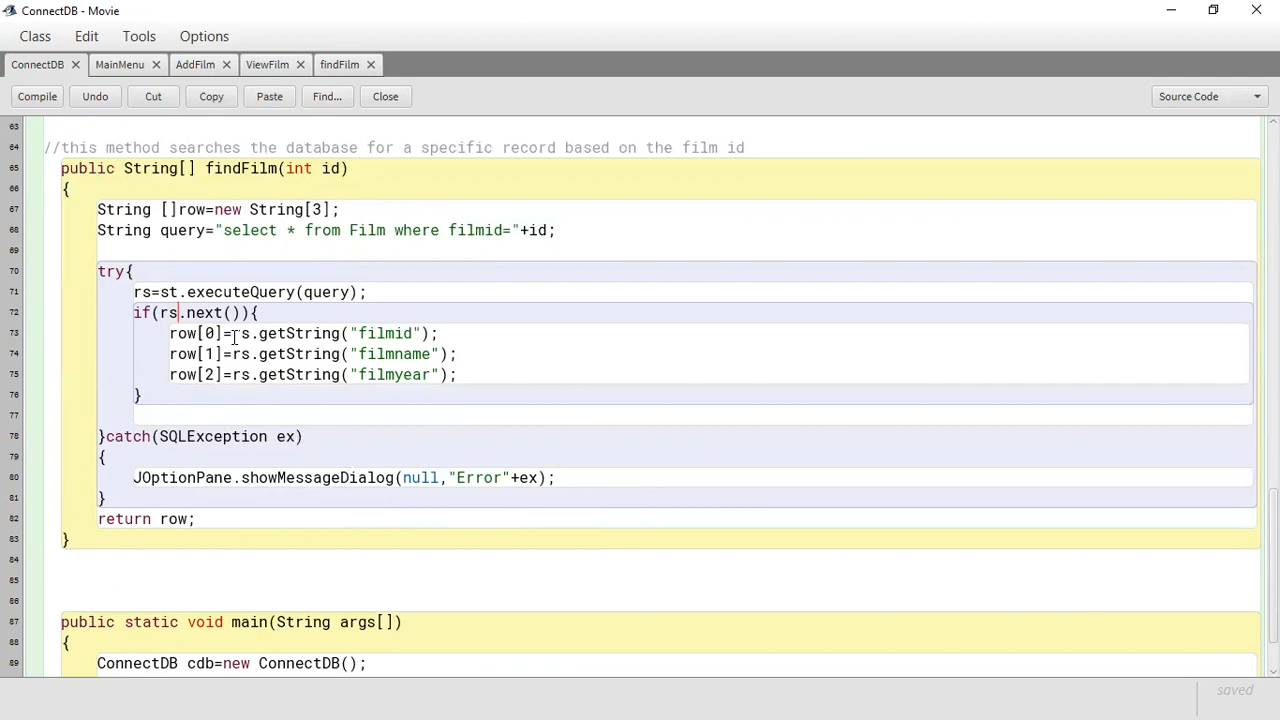 ConnectDB - Movie
Class Edit Tools Options
ConnectDB MainMenu AddFilm ViewFilm findFilm
Compile Undo Cut Copy Paste Find... Close Source Code
63
64 //this method searches the database for a specific record based on the film id
65 public String[] findFilm(int id)
66 {
67 String []row=new String[3];
68 String query="select * from Film where filmid="+id;
69
70 try{
71 rs=st.executeQuery(query);
72 if(rs.next()){
73 row[0]=rs.getString("filmid");
74 row[1]=rs.getString("filmname");
75 row[2]=rs.getString("filmyear");
76 }
77
78 }catch(SQLException ex)
79 {
80 JOptionPane.showMessageDialog(null,"Error"+ex);
81 }
82 return row;
83 }
84
85
86
87 public static void main(String args[])
88 {
89 ConnectDB cdb=new ConnectDB();
saved